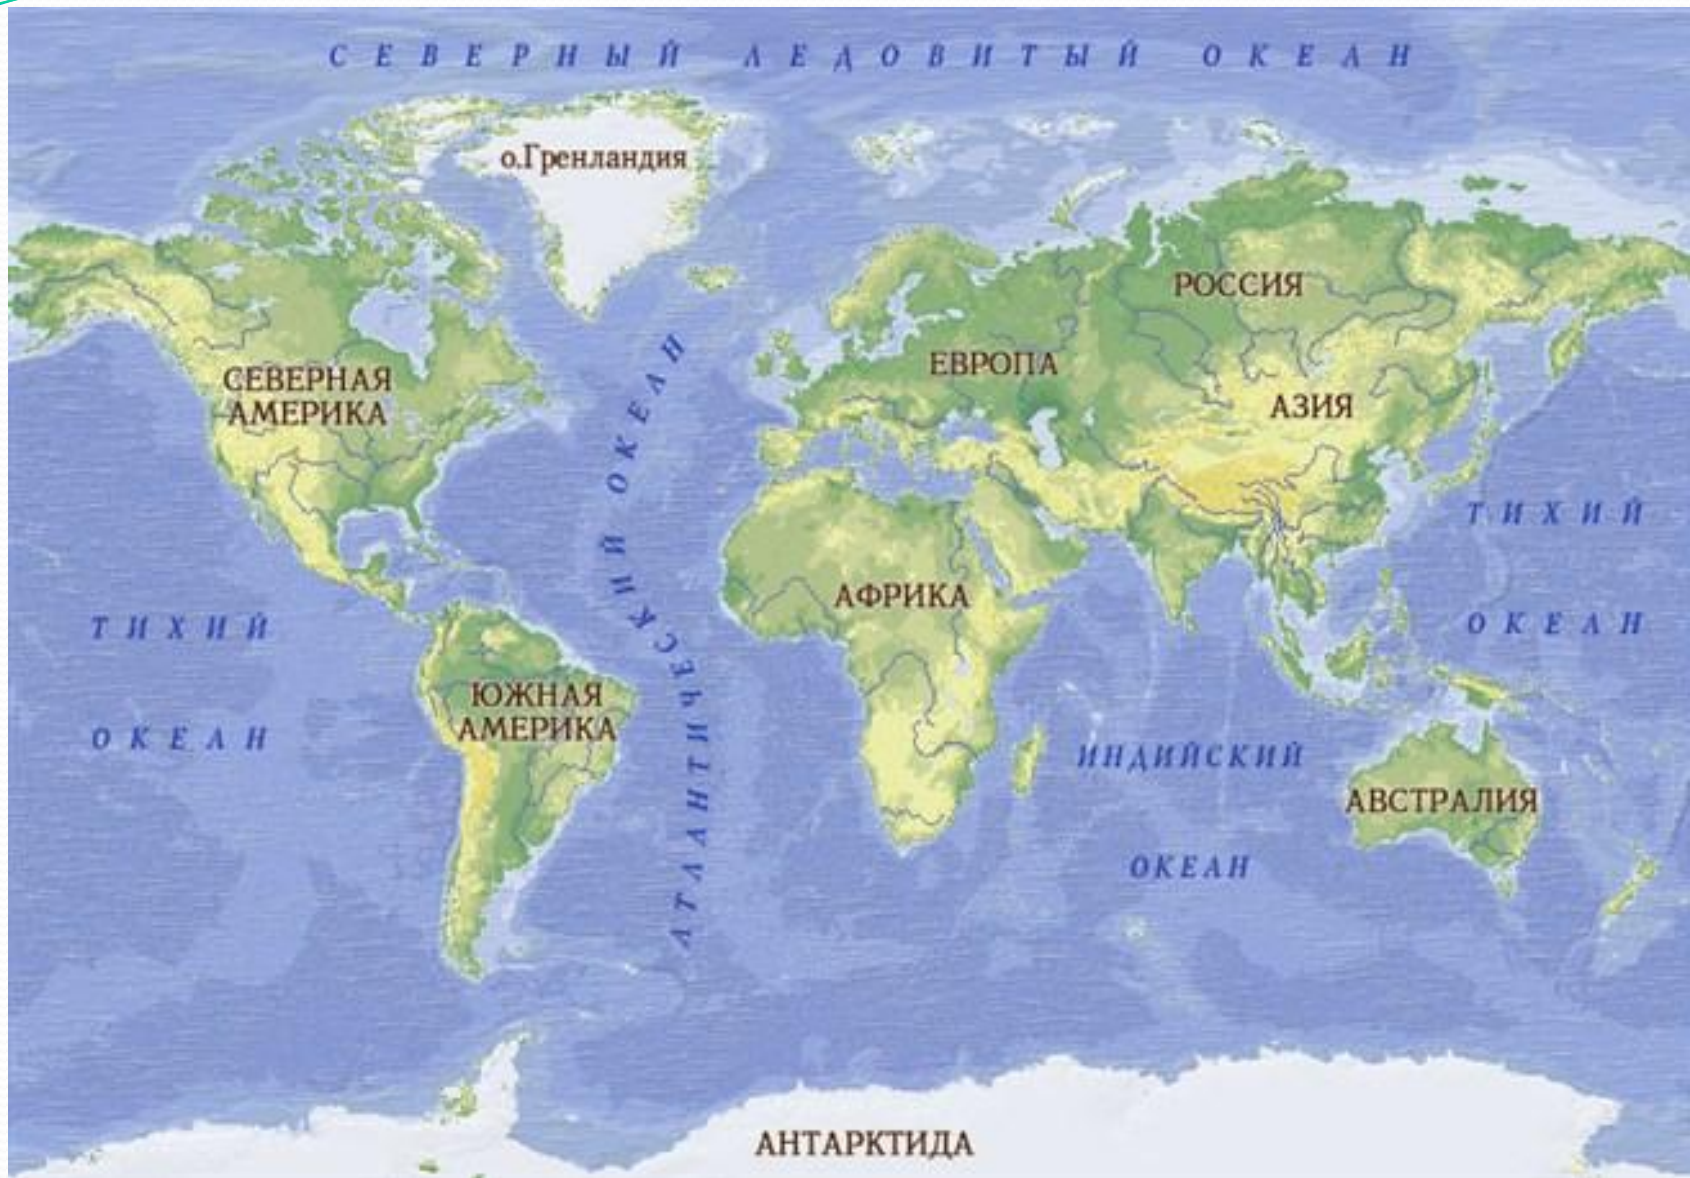 СЕВЕРНЫЙ ЛЕДОВИТЫЙ ОКЕАН
о.Гренландия
РОССИЯ
ЕВРОПА
СЕВЕРНАЯ
АМЕРИКА
АЗИЯ
АТЛАНТИЧЕСКИЙ ОКЕАН
ТИХИЙ
ОКЕАН
АФРИКА
ТИХИЙ
ОКЕАН
ЮЖНАЯ
АМЕРИКА
ИНДИЙСКИЙ
ОКЕАН
АВСТРАЛИЯ
АНТАРКТИДА